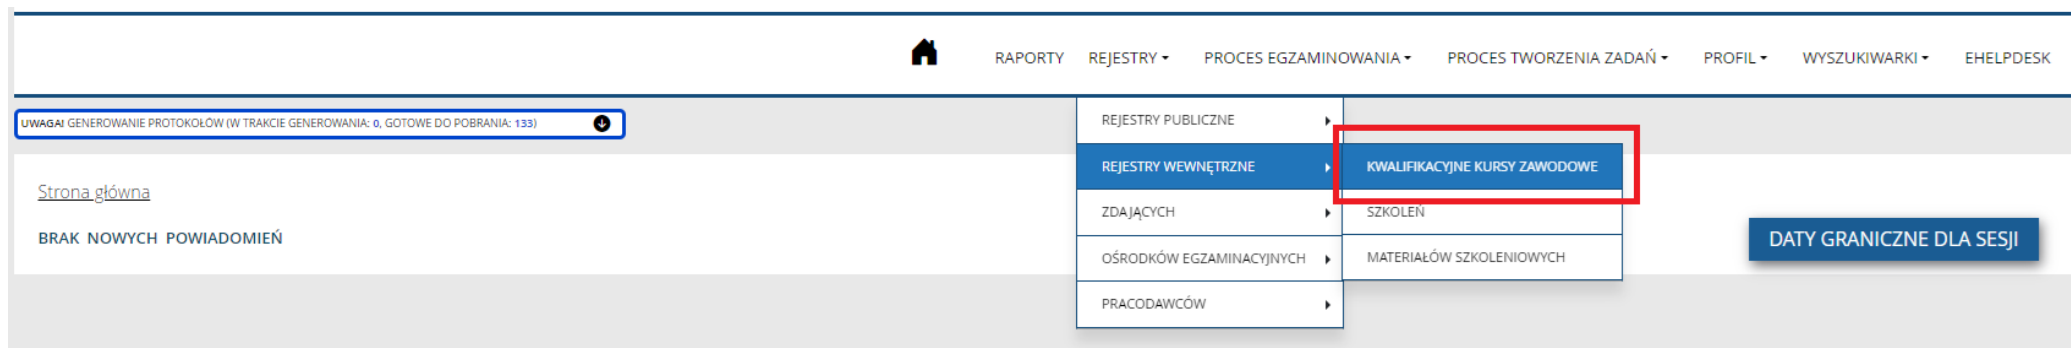 RAPORTY REJESTRY PROCES EGZAMINOWANIA PROCES TWORZENIA ZADAŃ PROFIL WYSZUKIWARKI EHELPDESK
UWAGA! GENEROWANIE PROTOKOŁÓW (W TRAKCIE GENEROWANIA: 0, GOTOWE DO POBRANIA: 133)
REJESTRY PUBLICZNE
REJESTRY WEWNĘTRZNE
ZDAJĄCYCH
OŚRODKÓW EGZAMINACYJNYCH
PRACODAWCÓW
KWALIFIKACYJNE KURSY ZAWODOWE
SZKOLEŃ
MATERIAŁÓW SZKOLENIOWYCH
Strona główna
BRAK NOWYCH POWIADOMIEŃ
DATY GRANICZNE DLA SESJI